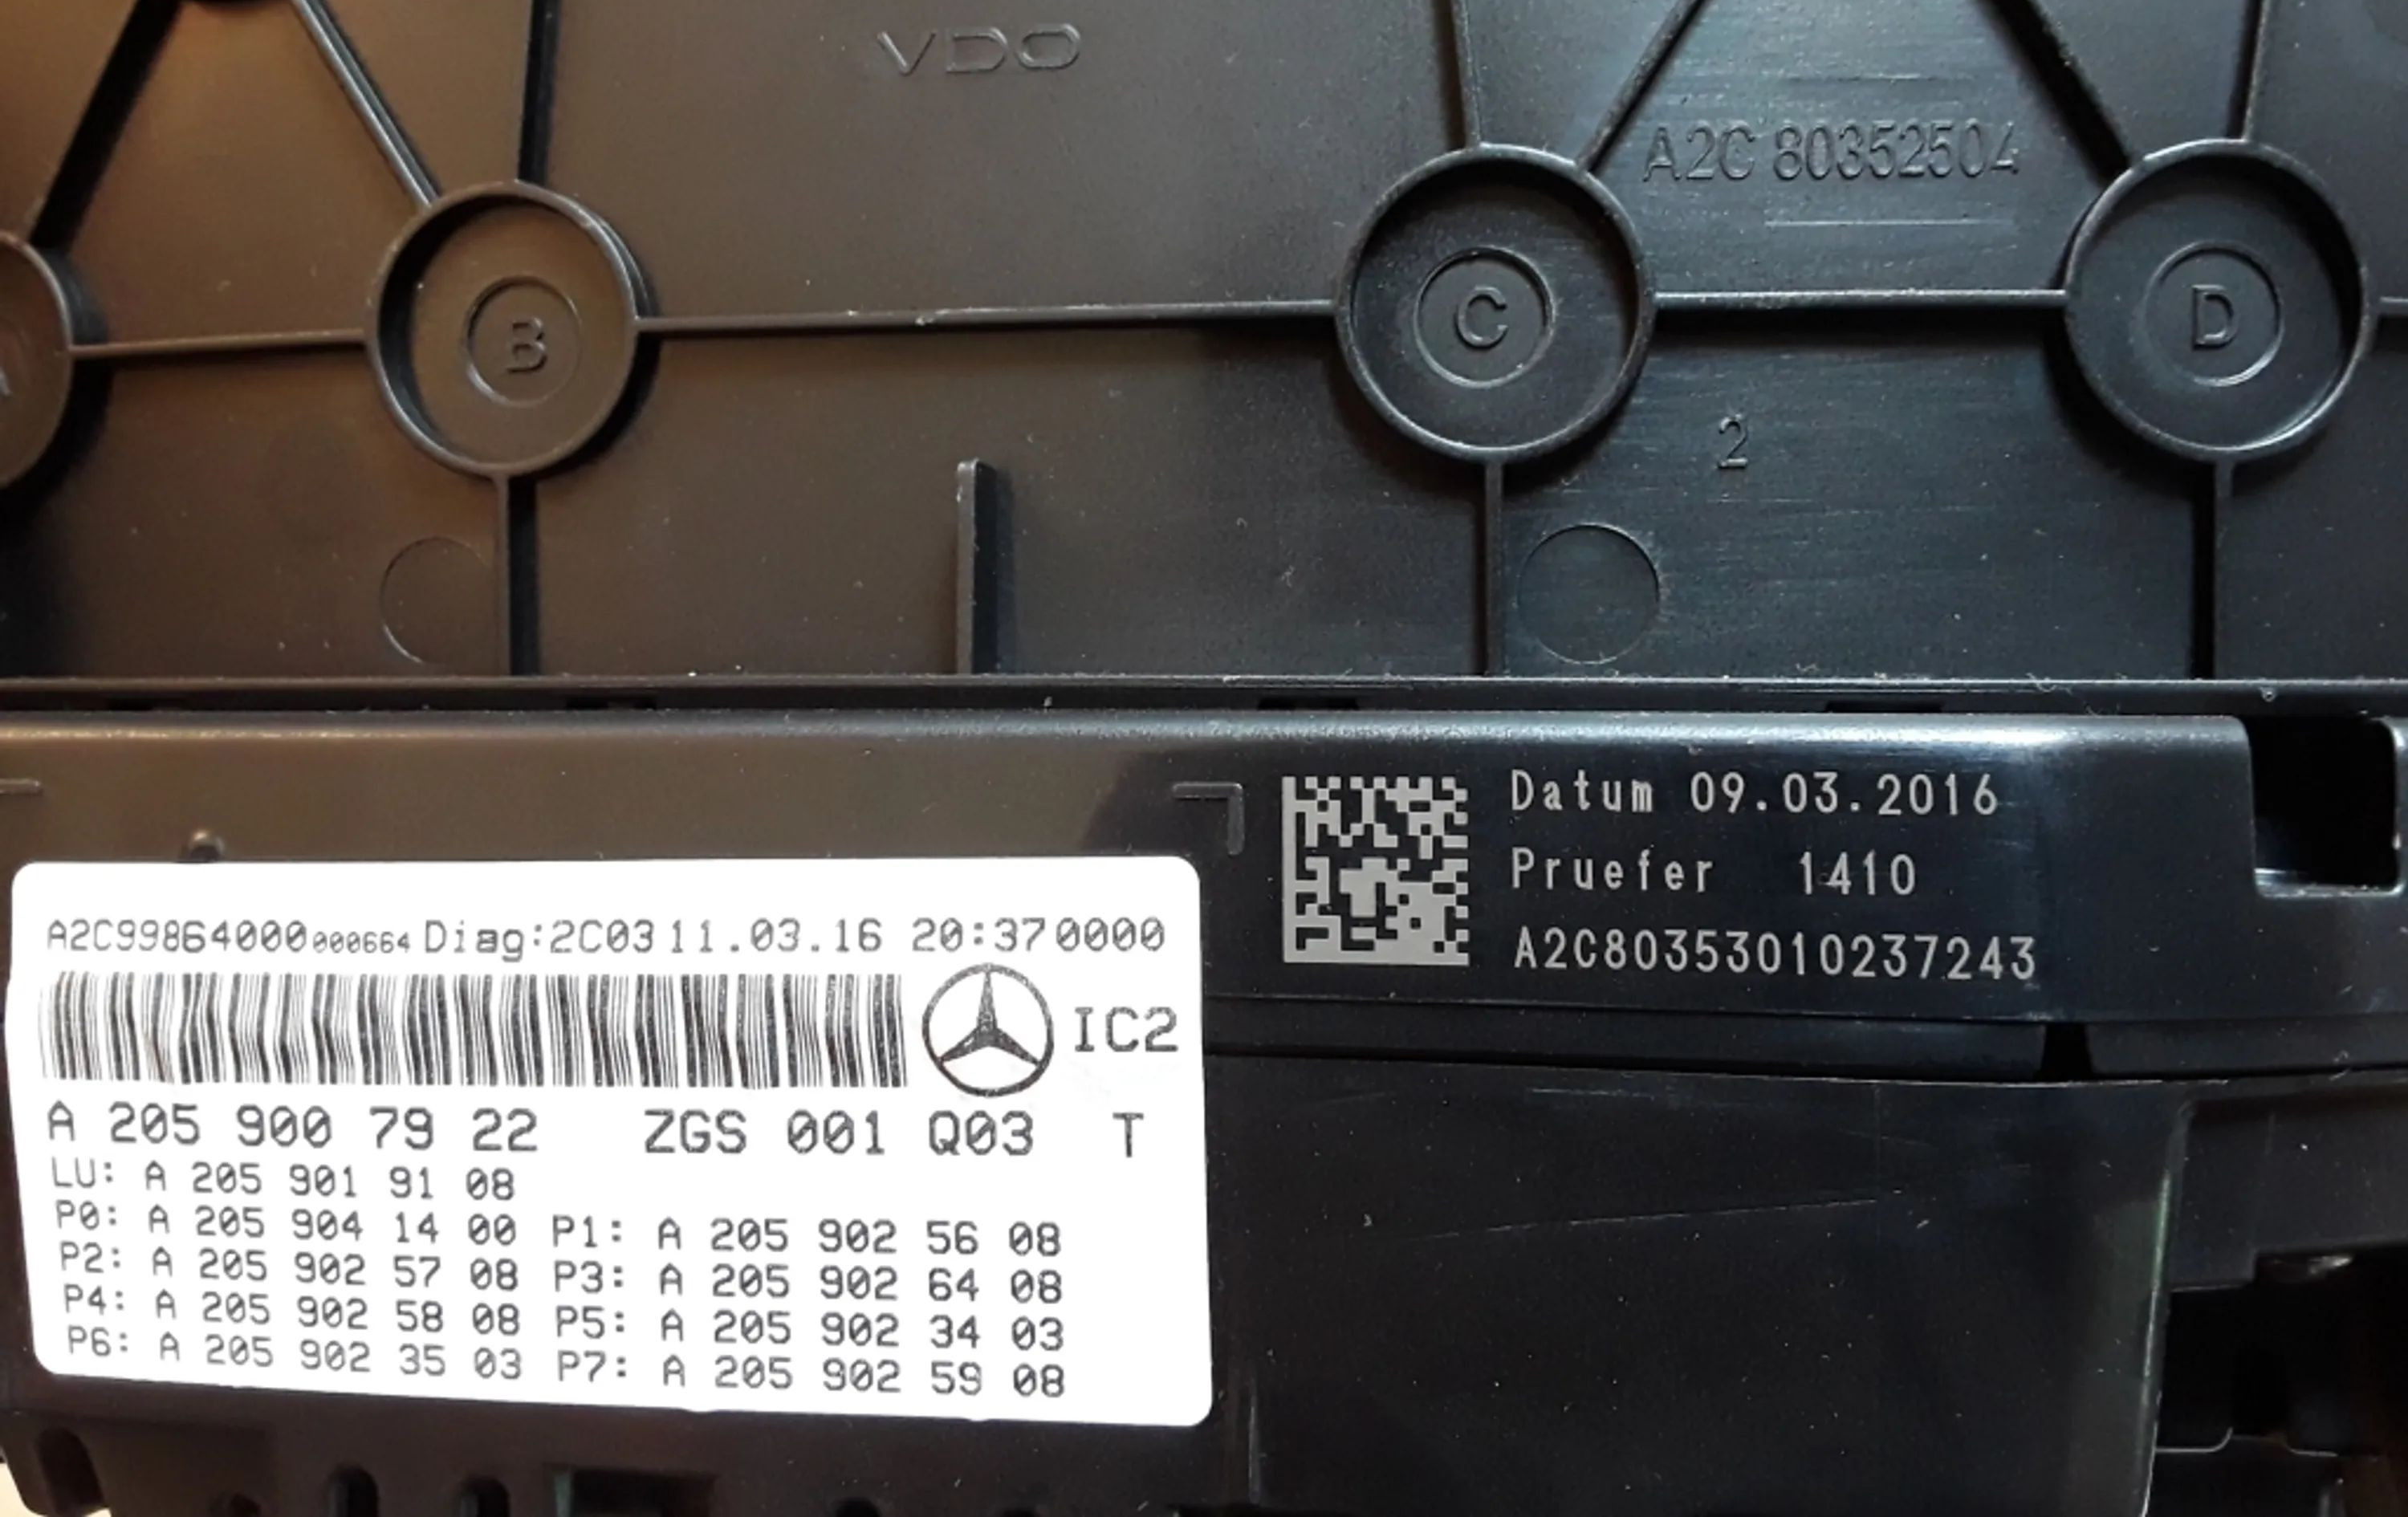 VDO
A2C 80352504
B
C
D
2
Datum 09.03.2016
Pruefer 1410
A2C80353010237243
A2C99864000000664 Diag:2C03 11.03.16 20:37 0000
IC2
A 205 900 79 22 ZGS 001 Q03 T
LU: A 205 901 91 08
P0: A 205 904 14 00 P1: A 205 902 56 08
P2: A 205 902 57 08 P3: A 205 902 64 08
P4: A 205 902 58 08 P5: A 205 902 34 03
P6: A 205 902 35 03 P7: A 205 902 59 08